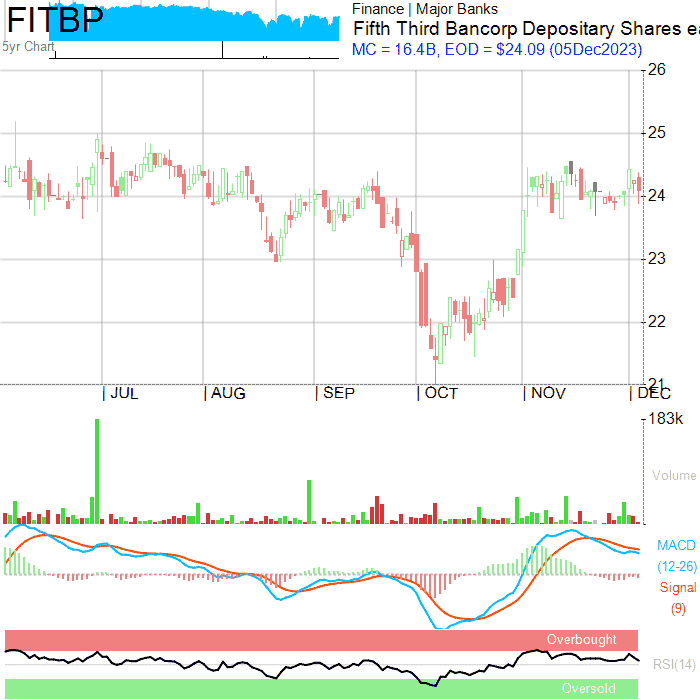 FITBP
5yr Chart
Finance | Major Banks
Fifth Third Bancorp Depositary Shares ea
MC = 16.4B, EOD = $24.09 (05Dec2023)
26
25
24
23
22
21
| JUL | AUG | SEP | OCT | NOV | DEC
183k
Volume
MACD
(12-26)
Signal
(9)
Overbought
RSI(14)
Oversold